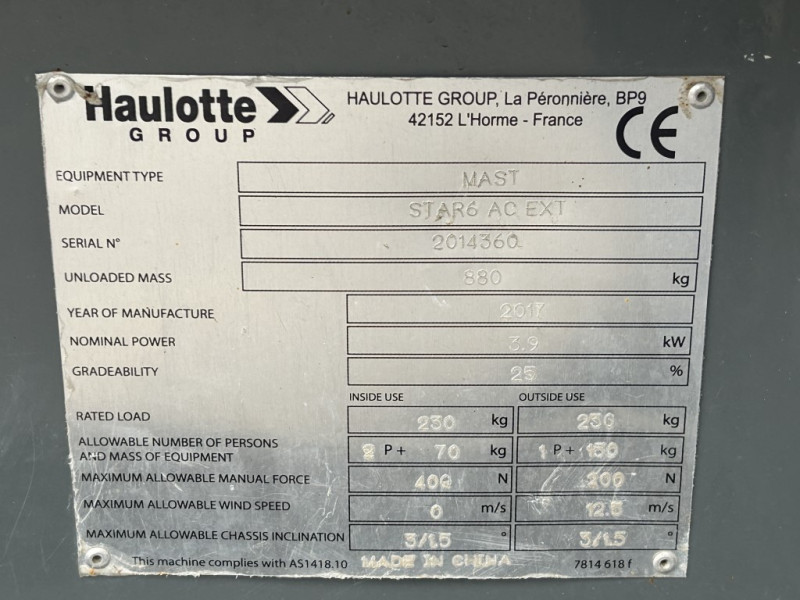 Haulotte
GROUP
HAULOTTE GROUP, La Péronnière, BP9
42152 L'Horme - France
CE
EQUIPMENT TYPE MAST
MODEL STAR6 AC EXT
SERIAL N° 2014360
UNLOADED MASS 880 kg
YEAR OF MANUFACTURE 2017
NOMINAL POWER 3.9 kW
GRADEABILITY 25 %
INSIDE USE OUTSIDE USE
RATED LOAD 230 kg 230 kg
ALLOWABLE NUMBER OF PERSONS
AND MASS OF EQUIPMENT 2 P + 70 kg 1 P + 150 kg
MAXIMUM ALLOWABLE MANUAL FORCE 400 N 200 N
MAXIMUM ALLOWABLE WIND SPEED 0 m/s 12.5 m/s
MAXIMUM ALLOWABLE CHASSIS INCLINATION 3/1.5 ° 3/1.5 °
This machine complies with AS1418.10 MADE IN CHINA 7814 618 f